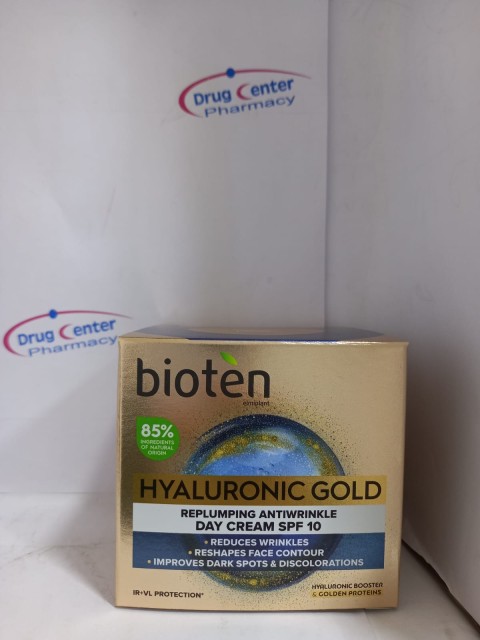 Drug Center
Pharmacy
Drug Center
Pharmacy
bioten
elmiplant
85%
INGREDIENTS
OF NATURAL
ORIGIN
HYALURONIC GOLD
REPLUMPING ANTIWRINKLE
DAY CREAM SPF 10
• REDUCES WRINKLES
• RESHAPES FACE CONTOUR
• IMPROVES DARK SPOTS & DISCOLORATIONS
IR+VL PROTECTION*
HYALURONIC BOOSTER
& GOLDEN PROTEINS